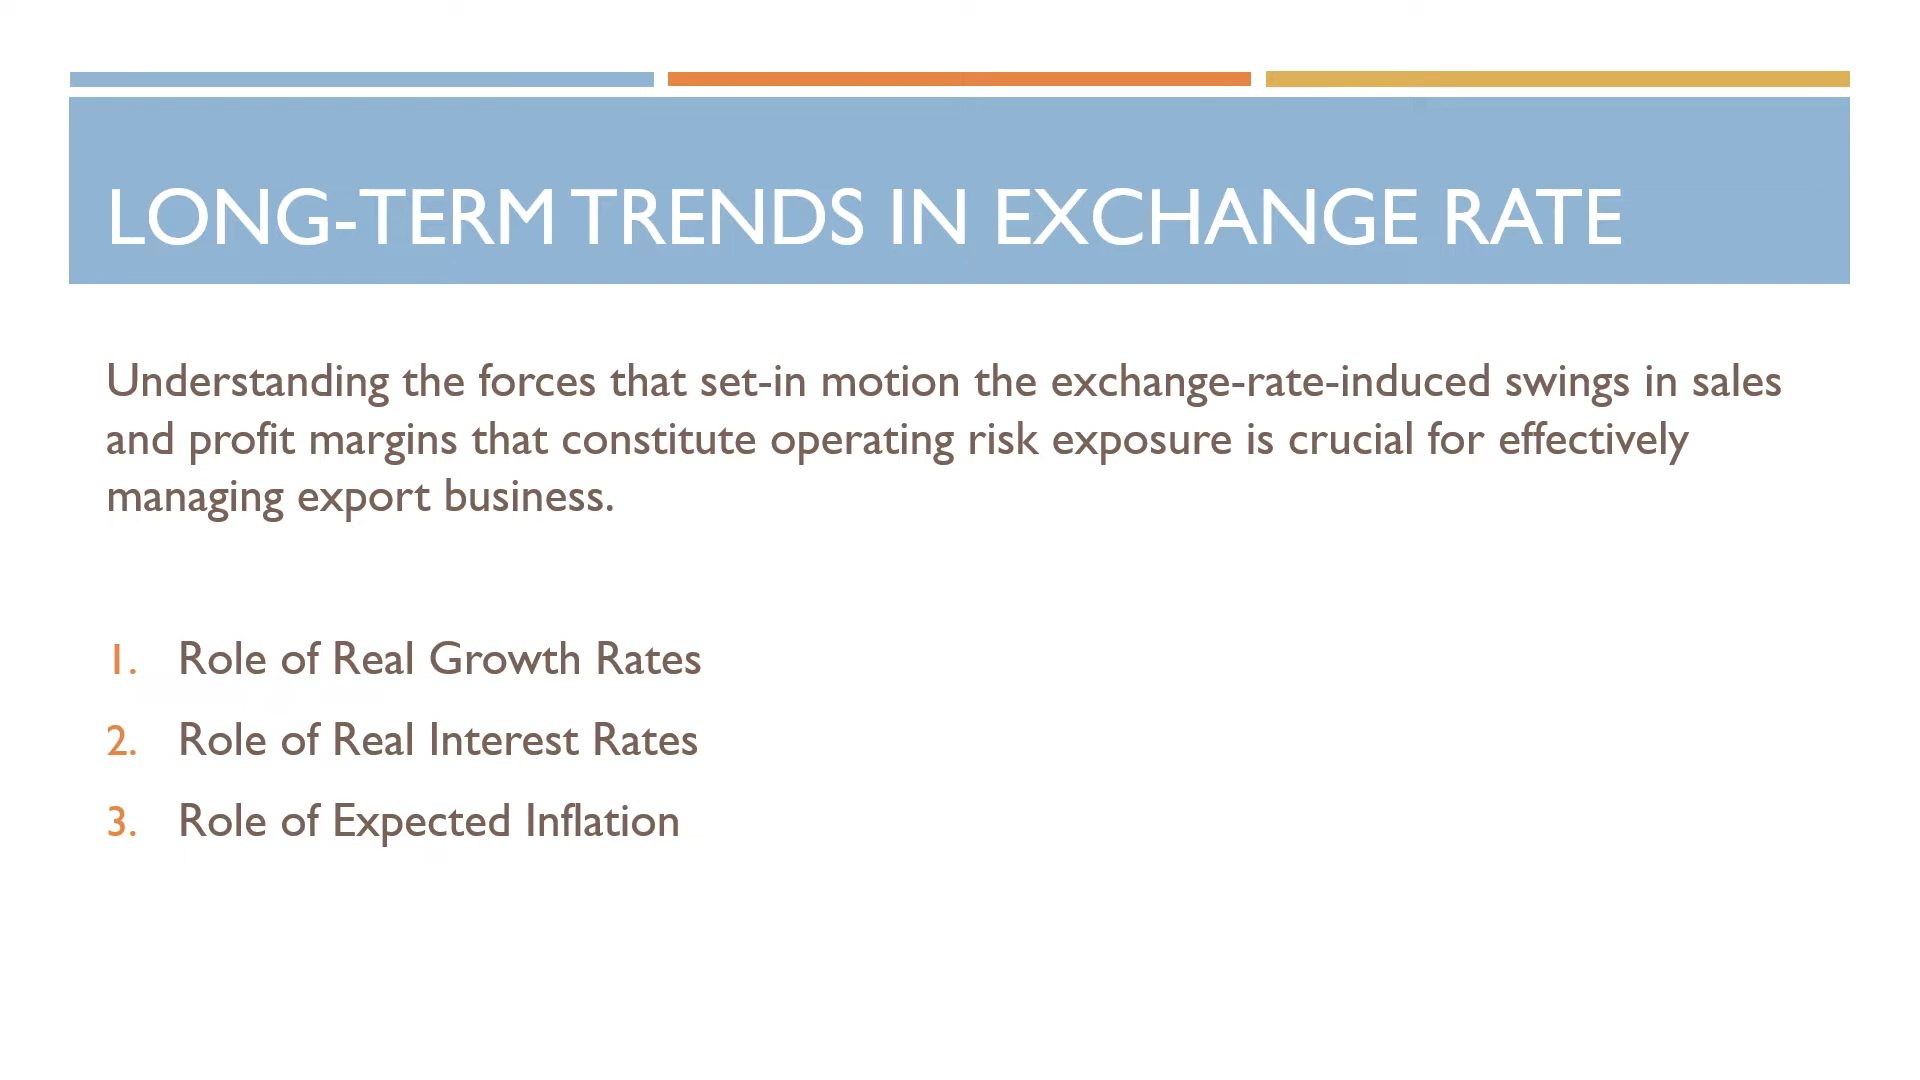 LONG-TERM TRENDS IN EXCHANGE RATE
Understanding the forces that set-in motion the exchange-rate-induced swings in sales
and profit margins that constitute operating risk exposure is crucial for effectively
managing export business.
1. Role of Real Growth Rates
2. Role of Real Interest Rates
3. Role of Expected Inflation